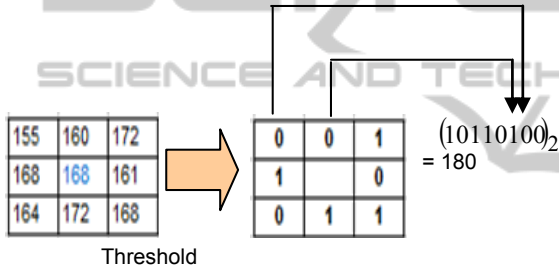 SCIENCE AND TECH
155 160 172
168 168 161
164 172 168
0 0 1
1 0
0 1 1
(10110100)2
= 180
Threshold